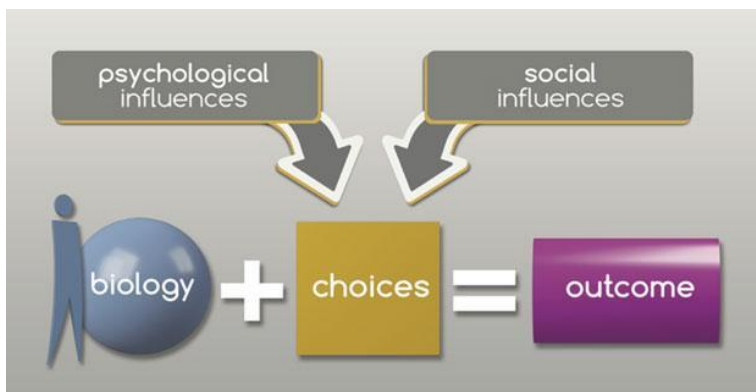 psychological
influences
social
influences
biology + choices = outcome